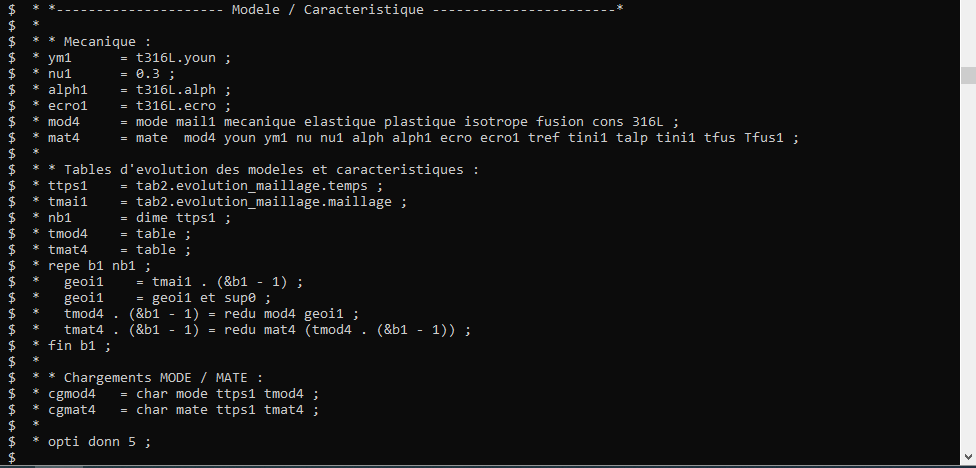 $  * *--------------------- Modele / Caracteristique -----------------------*
$  *
$  * * Mecanique :
$  * ym1      = t316L.youn ;
$  * nu1      = 0.3 ;
$  * alph1    = t316L.alph ;
$  * ecro1    = t316L.ecro ;
$  * mod4     = mode mail1 mecanique elastique plastique isotrope fusion cons 316L ;
$  * mat4     = mate  mod4 youn ym1 nu nu1 alph alph1 ecro ecro1 tref tini1 talp tini1 tfus Tfus1 ;
$  *
$  * * Tables d'evolution des modeles et caracteristiques :
$  * ttps1    = tab2.evolution_maillage.temps ;
$  * tmai1    = tab2.evolution_maillage.maillage ;
$  * nb1      = dime ttps1 ;
$  * tmod4    = table ;
$  * tmat4    = table ;
$  * repe b1 nb1 ;
$  *   geoi1    = tmai1 . (&b1 - 1) ;
$  *   geoi1    = geoi1 et sup0 ;
$  *   tmod4 . (&b1 - 1) = redu mod4 geoi1 ;
$  *   tmat4 . (&b1 - 1) = redu mat4 (tmod4 . (&b1 - 1)) ;
$  * fin b1 ;
$  *
$  * * Chargements MODE / MATE :
$  * cgmod4   = char mode ttps1 tmod4 ;
$  * cgmat4   = char mate ttps1 tmat4 ;
$  *
$  * opti donn 5 ;
$